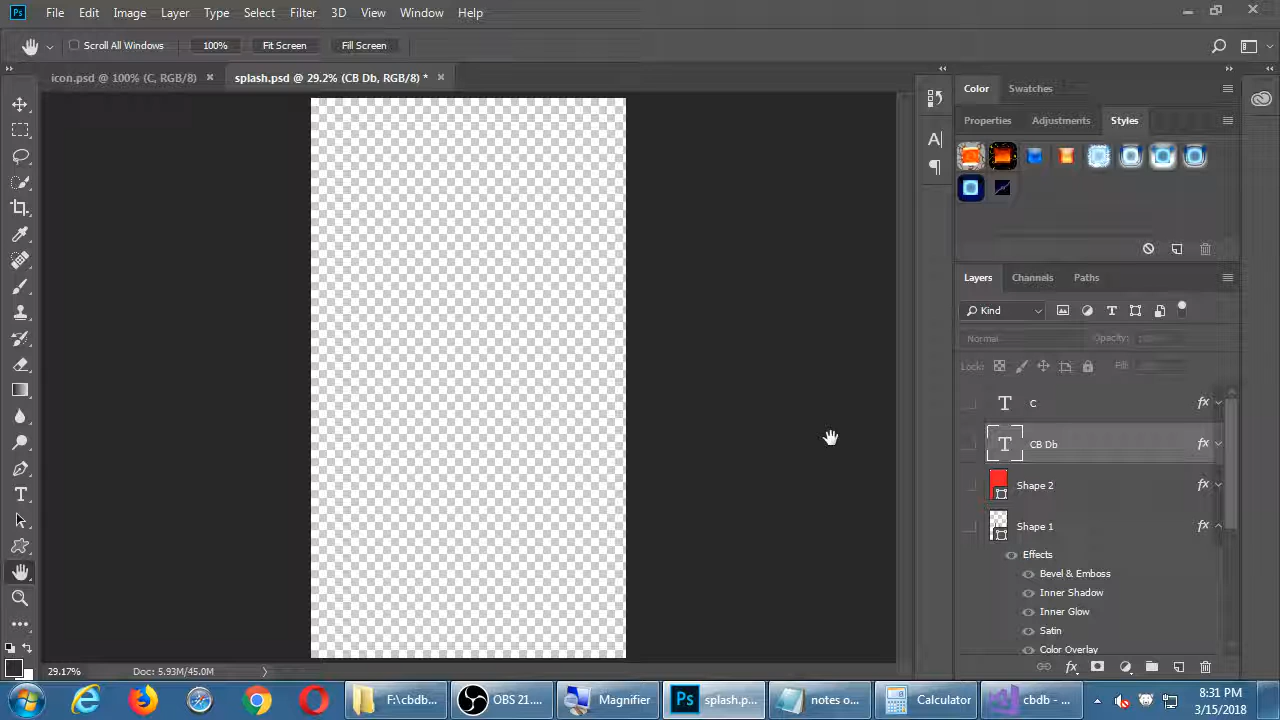 Ps File Edit Image Layer Type Select Filter 3D View Window Help
Scroll All Windows 100% Fit Screen Fill Screen
icon.psd @ 100% (C, RGB/8) × splash.psd @ 29.2% (CB Db, RGB/8) * ×
Color Swatches
Properties Adjustments Styles
Layers Channels Paths
Kind
Normal Opacity:
Lock: Fill:
T C fx
T CB Db fx
Shape 2 fx
Shape 1 fx
Effects
Bevel & Emboss
Inner Shadow
Inner Glow
Satin
Color Overlay
29.17% Doc: 5.93M/45.0M
F:\cbdb... OBS 21.... Magnifier Ps splash.p... notes o... Calculator cbdb - ...
8:31 PM
3/15/2018